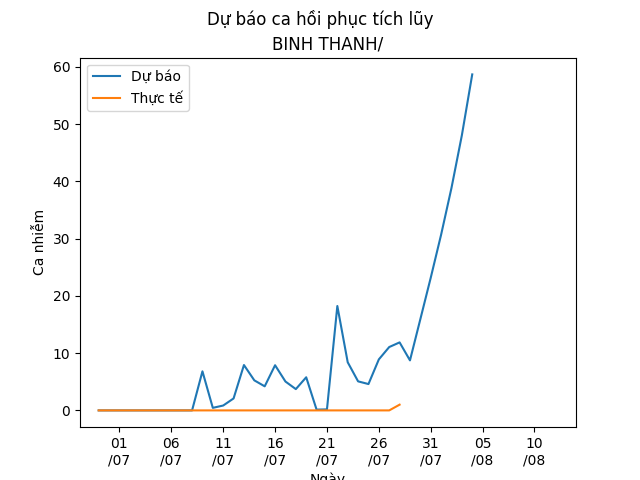 Dự báo ca hồi phục tích lũy
BINH THANH/
Dự báo
Thực tế
Ca nhiễm
60
50
40
30
20
10
0
01 06 11 16 21 26 31 05 10
/07 /07 /07 /07 /07 /07 /07 /08 /08
Ngày